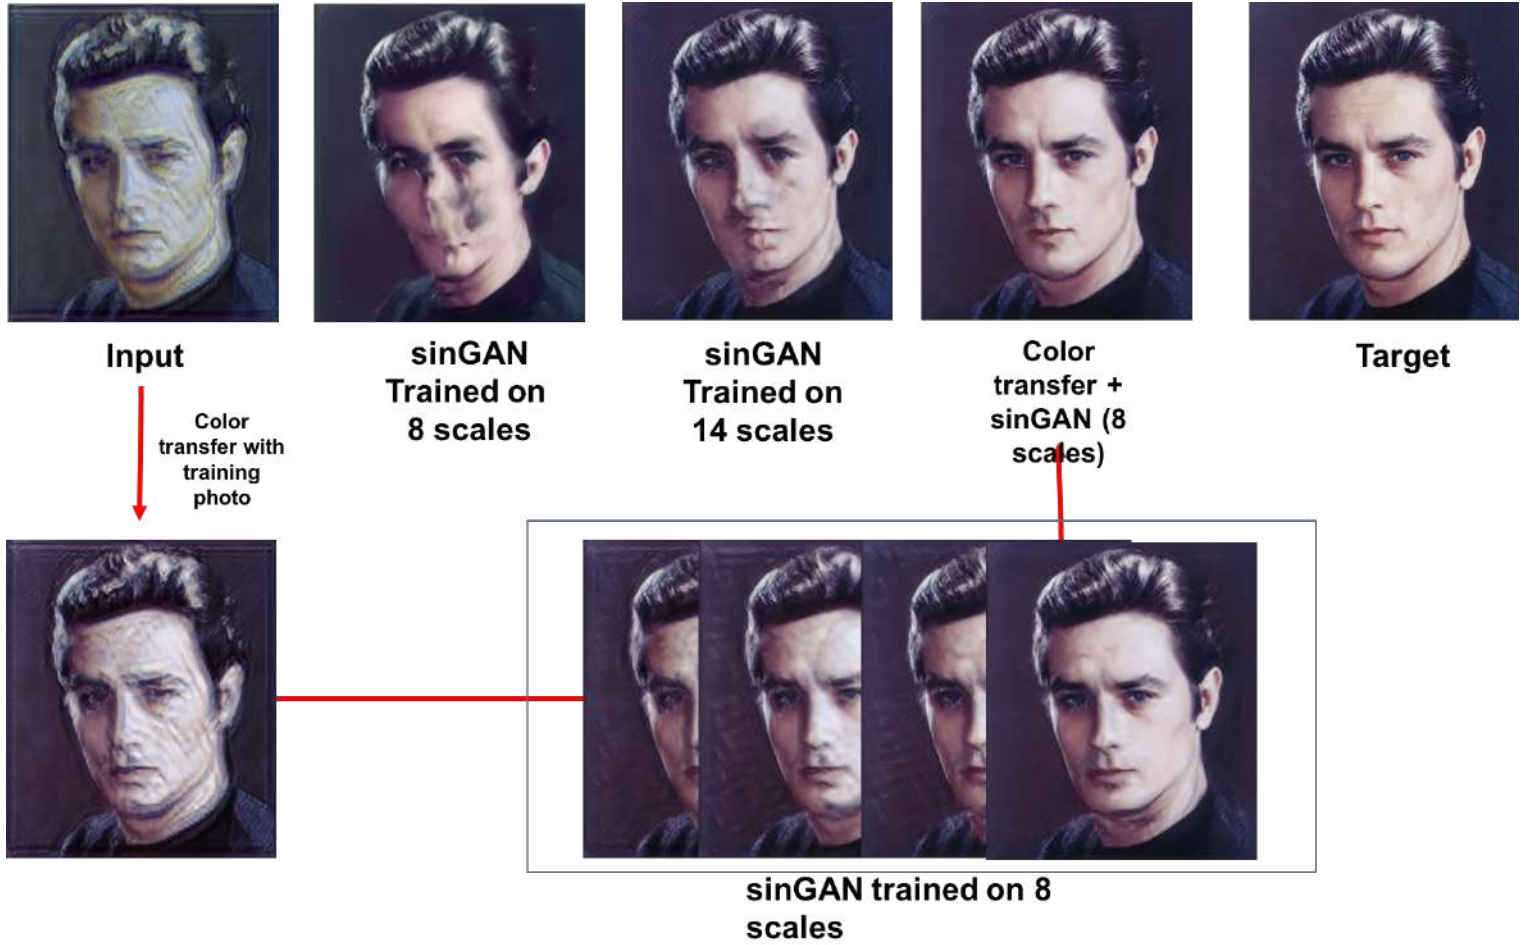 Input
sinGAN
Trained on
8 scales
sinGAN
Trained on
14 scales
Color
transfer +
sinGAN (8
scales)
Target
Color
transfer with
training
photo
sinGAN trained on 8
scales